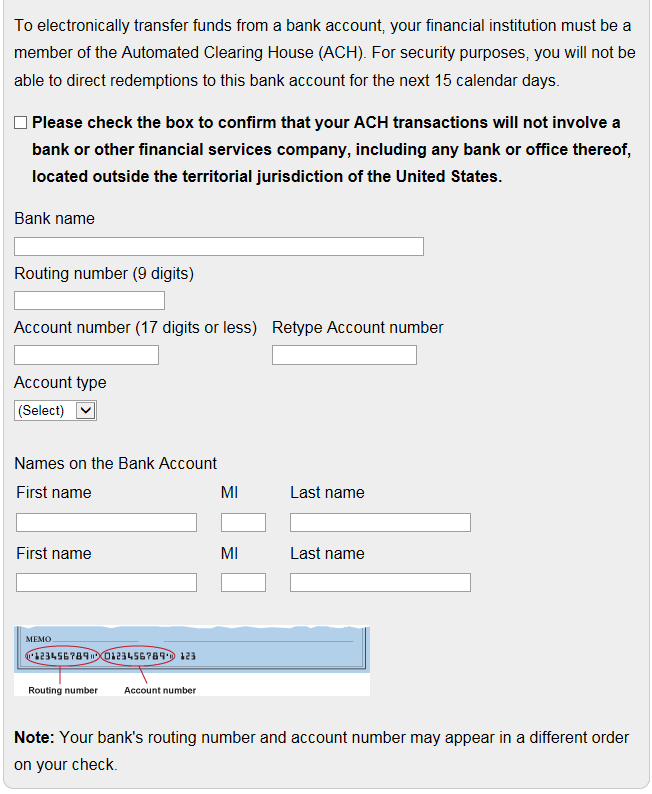 To electronically transfer funds from a bank account, your financial institution must be a
member of the Automated Clearing House (ACH). For security purposes, you will not be
able to direct redemptions to this bank account for the next 15 calendar days.
Please check the box to confirm that your ACH transactions will not involve a
bank or other financial services company, including any bank or office thereof,
located outside the territorial jurisdiction of the United States.
Bank name
Routing number (9 digits)
Account number (17 digits or less) Retype Account number
Account type
(Select)
Names on the Bank Account
First name MI Last name
First name MI Last name
MEMO
123456789 0123456789 123
Routing number Account number
Note: Your bank's routing number and account number may appear in a different order
on your check.